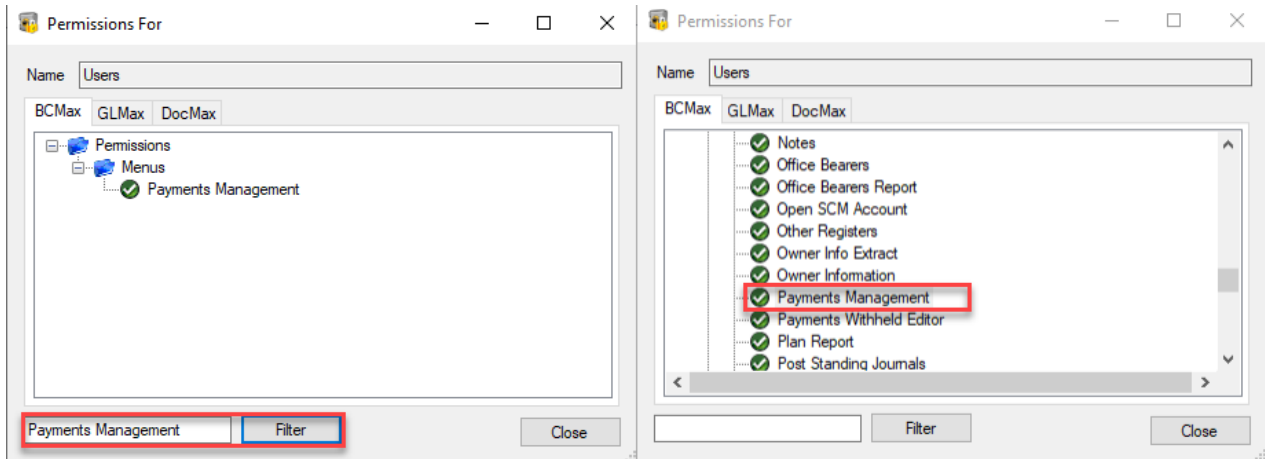 Permissions For
Name Users
BCMax GLMax DocMax
Permissions
Menus
Payments Management
Payments Management Filter Close
Permissions For
Name Users
BCMax GLMax DocMax
Notes
Office Bearers
Office Bearers Report
Open SCM Account
Other Registers
Owner Info Extract
Owner Information
Payments Management
Payments Withheld Editor
Plan Report
Post Standing Journals
Filter Close